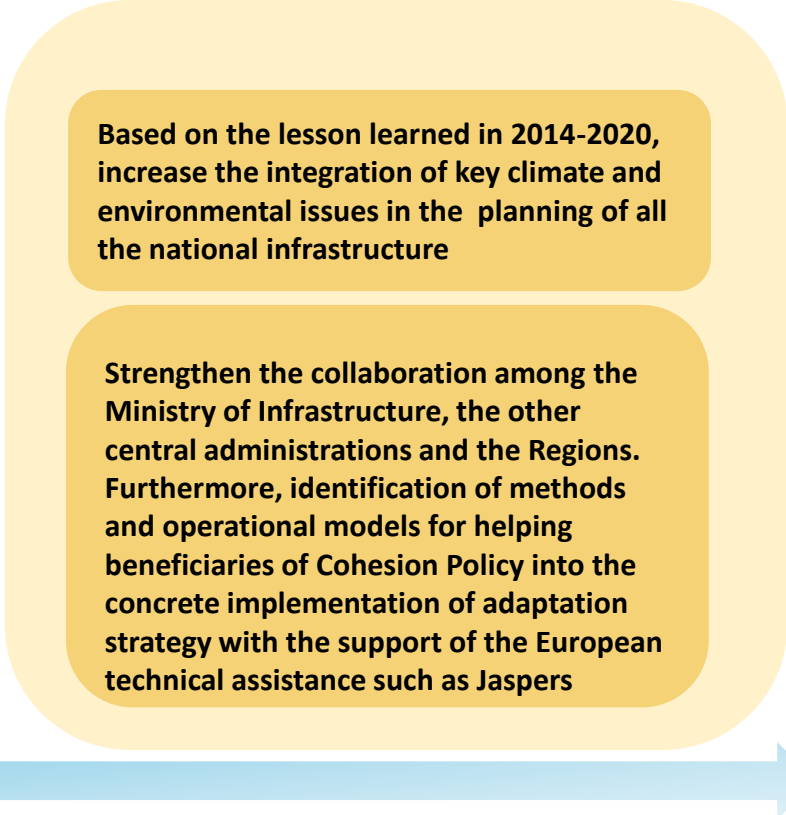 Based on the lesson learned in 2014-2020,
increase the integration of key climate and
environmental issues in the  planning of all
the national infrastructure
Strengthen the collaboration among the
Ministry of Infrastructure, the other
central administrations and the Regions.
Furthermore, identification of methods
and operational models for helping
beneficiaries of Cohesion Policy into the
concrete implementation of adaptation
strategy with the support of the European
technical assistance such as Jaspers